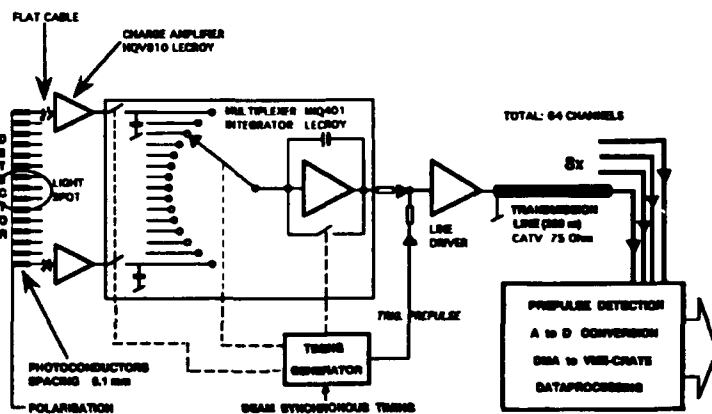 FLAT CABLE
CHARGE AMPLIFIER
HQV810 LECROY
DETECTOR
LIGHT
SPOT
MULTIPLEXER MIQ401
INTEGRATOR LECROY
TOTAL: 64 CHANNELS
8x
LINE
DRIVER
TRANSMISSION
LINE (200 m)
CATV 75 Ohm
TRIG. PREPULSE
TIMING
GENERATOR
BEAM SYNCHRONOUS TIMING
PHOTOCONDUCTORS
SPACING 0.1 mm
POLARISATION
PREPULSE DETECTION
A to D CONVERSION
DMA to VME-CRATE
DATAPROCESSING